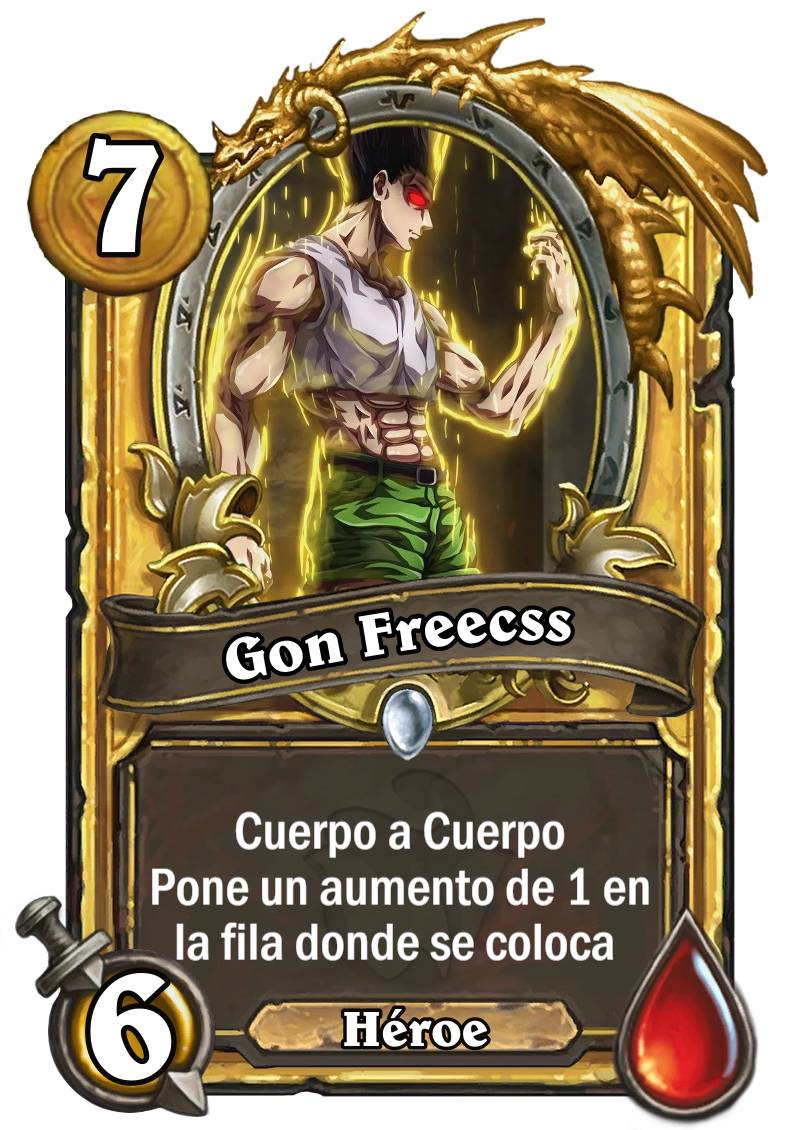 7
Gon Freecss
Cuerpo a Cuerpo
Pone un aumento de 1 en
la fila donde se coloca
6
Héroe